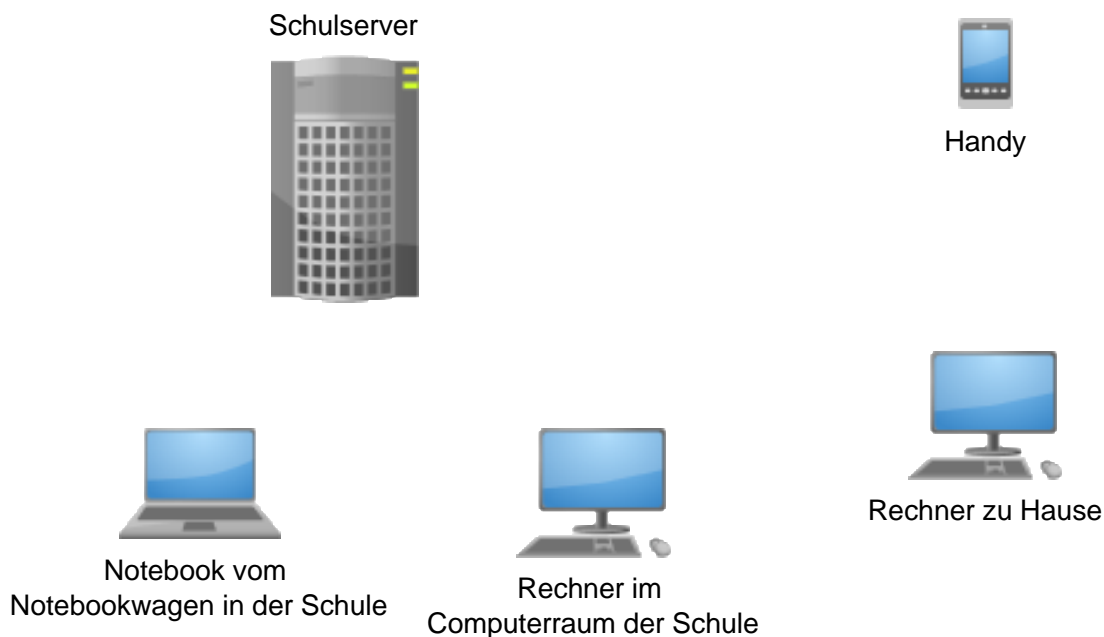 Schulserver
Handy
Rechner zu Hause
Notebook vom
Notebookwagen in der Schule
Rechner im
Computerraum der Schule